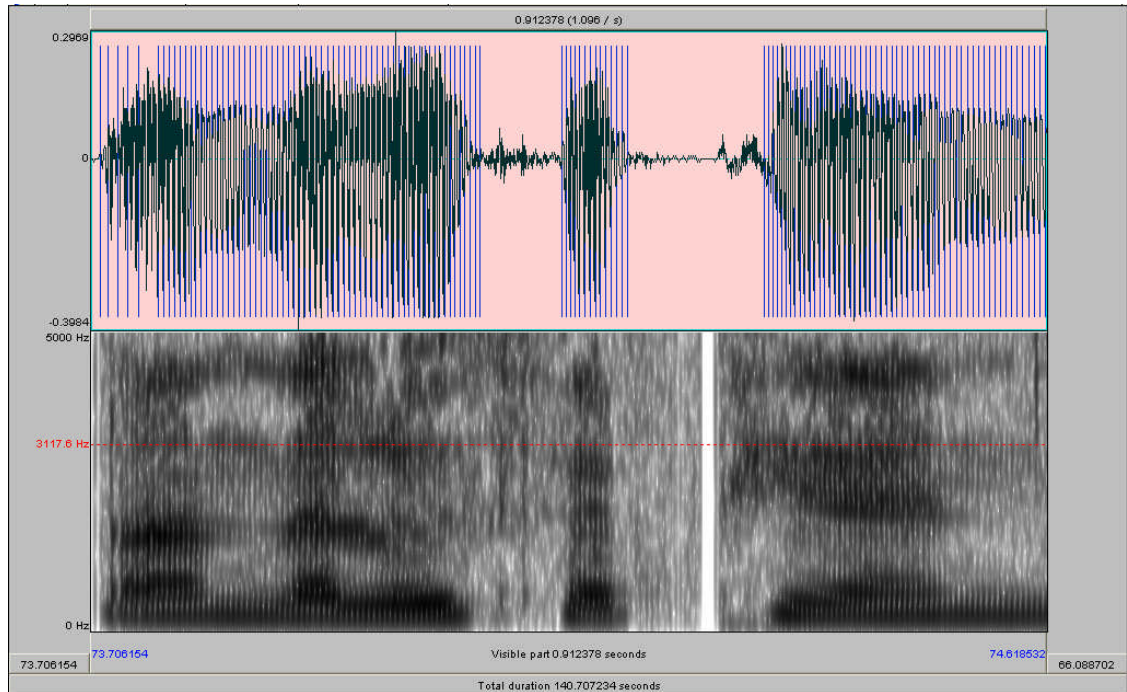 0.912378 (1.096 / s)
0.2969
0
-0.3984
5000 Hz
3117.6 Hz
0 Hz
73.706154 Visible part 0.912378 seconds 74.618532
73.706154 66.088702
Total duration 140.707234 seconds